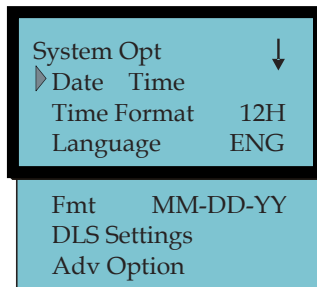 System Opt
Date Time
Time Format 12H
Language ENG
Fmt MM-DD-YY
DLS Settings
Adv Option